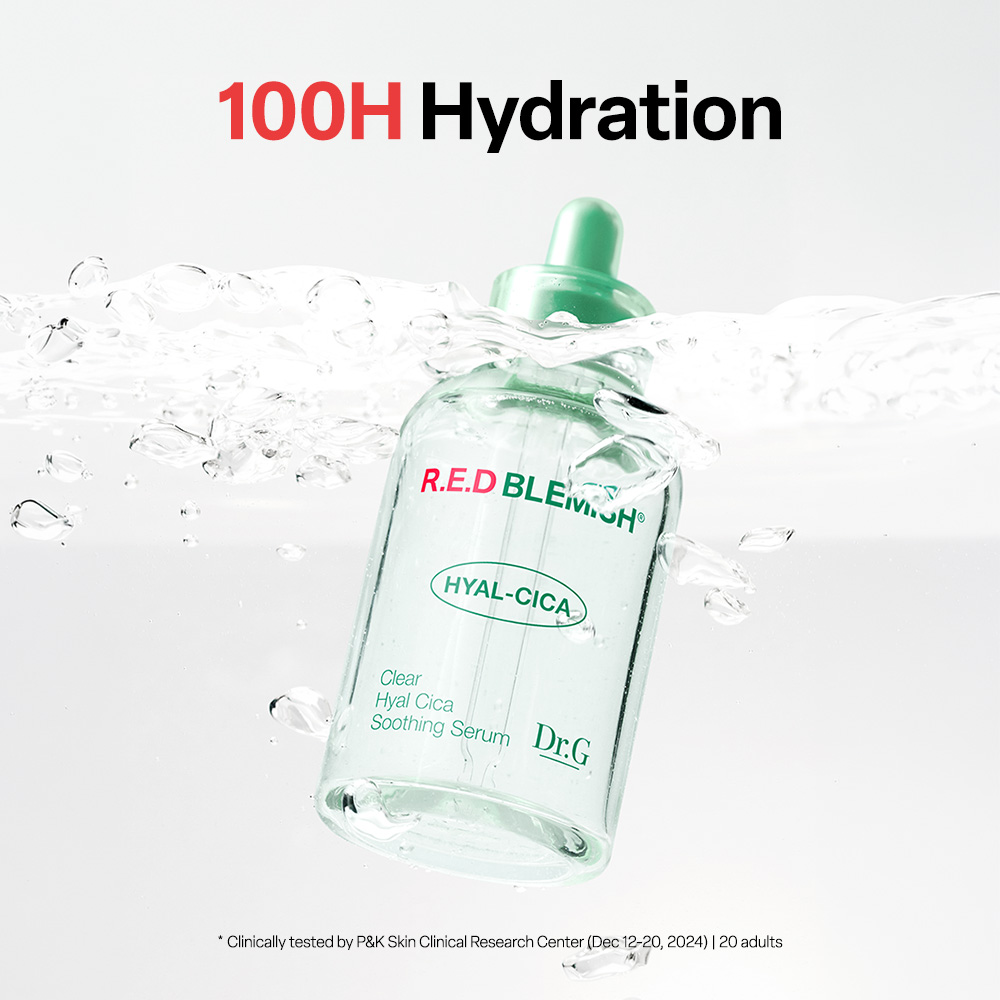 100H Hydration
R.E.D BLEMISH®
HYAL-CICA
Clear
Hyal Cica
Soothing Serum
Dr.G
* Clinically tested by P&K Skin Clinical Research Center (Dec 12-20, 2024) | 20 adults